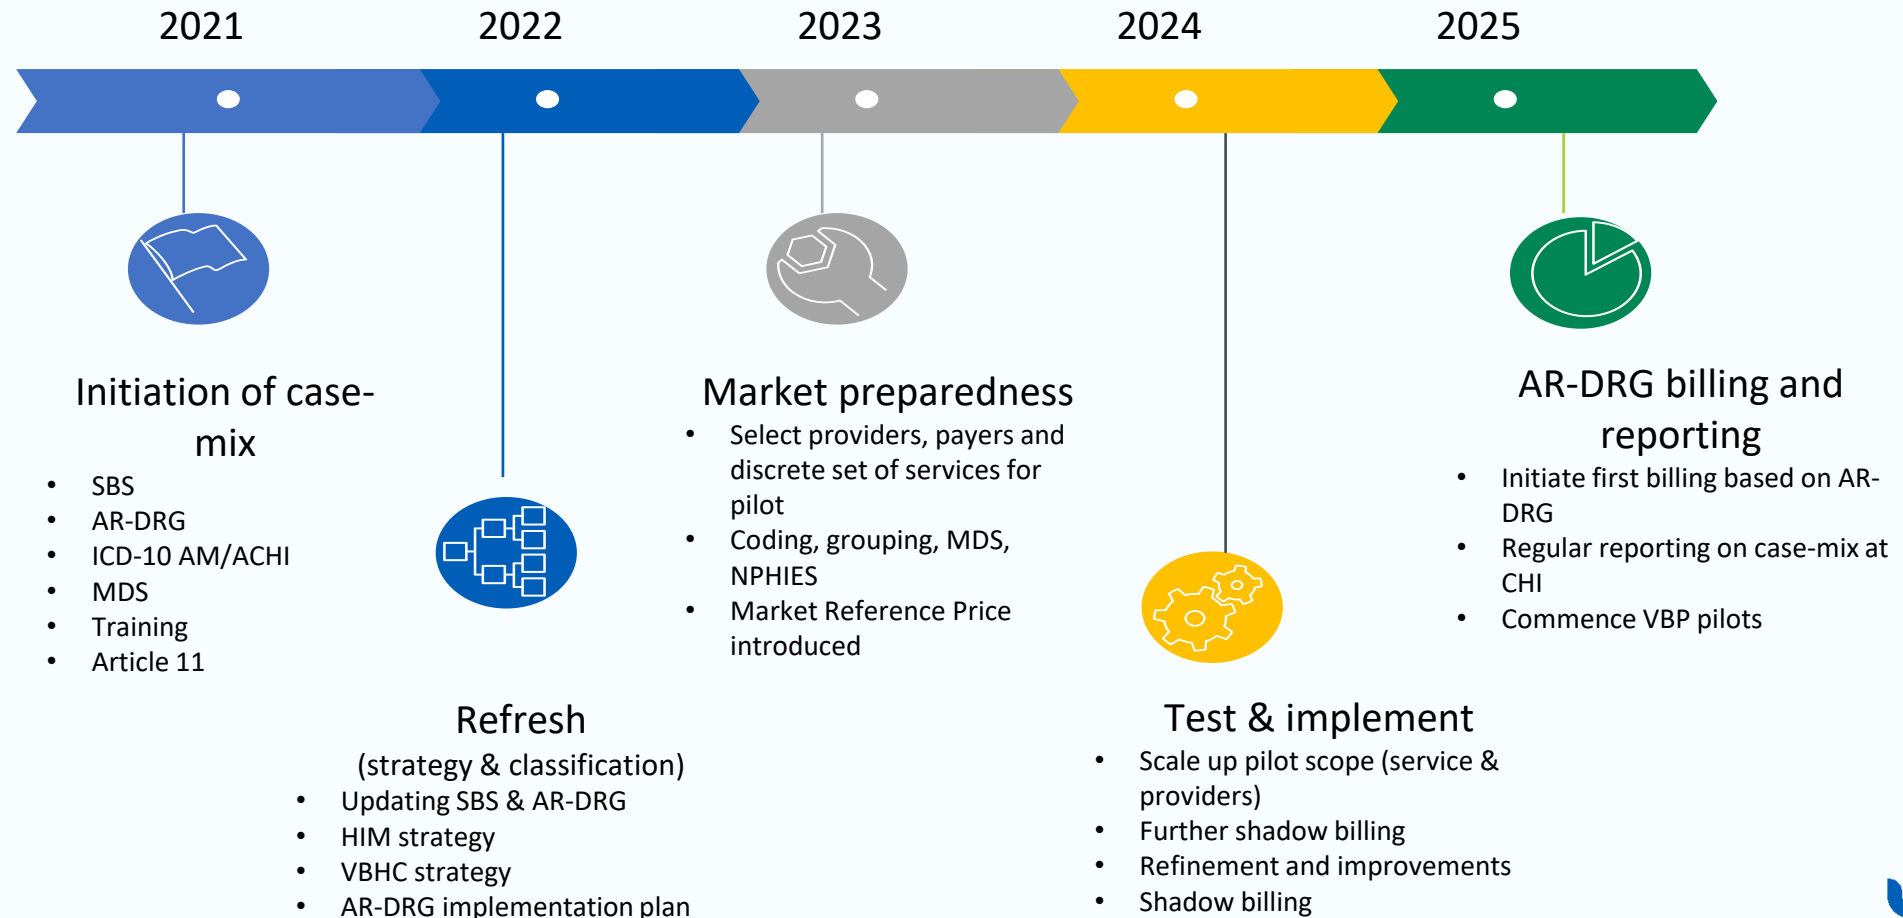 2021
2022
2023
2024
2025
Initiation of case-
mix
• SBS
• AR-DRG
• ICD-10 AM/ACHI
• MDS
• Training
• Article 11
Refresh
(strategy & classification)
• Updating SBS & AR-DRG
• HIM strategy
• VBHC strategy
• AR-DRG implementation plan
Market preparedness
• Select providers, payers and
discrete set of services for
pilot
• Coding, grouping, MDS,
NPHIES
• Market Reference Price
introduced
Test & implement
• Scale up pilot scope (service &
providers)
• Further shadow billing
• Refinement and improvements
• Shadow billing
AR-DRG billing and
reporting
• Initiate first billing based on AR-
DRG
• Regular reporting on case-mix at
CHI
• Commence VBP pilots